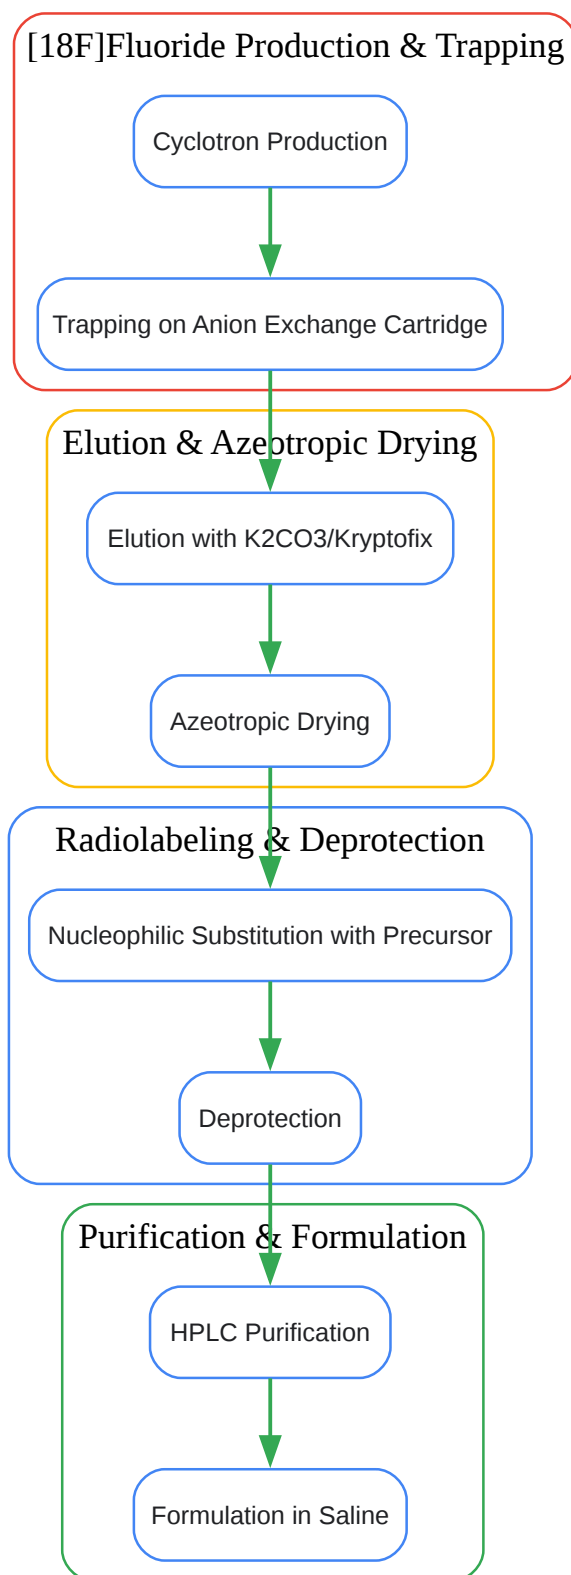 [18F]Fluoride Production & Trapping
Cyclotron Production
Trapping on Anion Exchange Cartridge
Elution & Azeotropic Drying
Elution with K2CO3/Kryptofix
Azeotropic Drying
Radiolabeling & Deprotection
Nucleophilic Substitution with Precursor
Deprotection
Purification & Formulation
HPLC Purification
Formulation in Saline